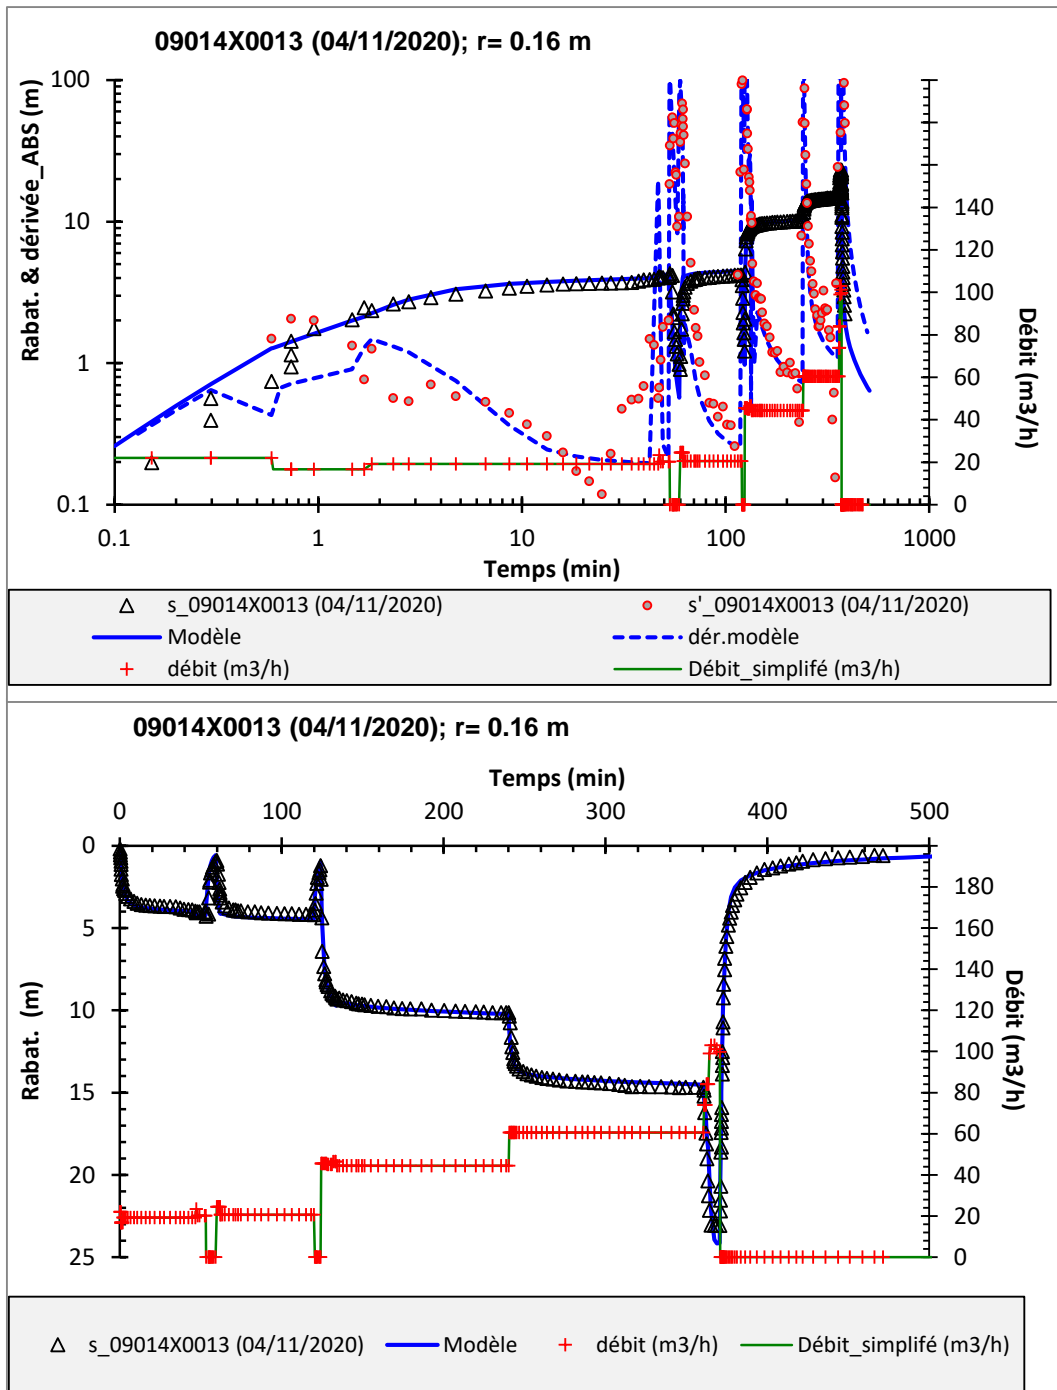 09014X0013 (04/11/2020); r= 0.16 m
Rabat. & dérivée_ABS (m)
100
10
1
0.1
0.1
1
10
100
1000
Temps (min)
140
120
100
80
60
40
20
0
Débit (m3/h)
s_09014X0013 (04/11/2020)
s'_09014X0013 (04/11/2020)
Modèle
dér.modèle
débit (m3/h)
Débit_simplifé (m3/h)
09014X0013 (04/11/2020); r= 0.16 m
Temps (min)
0
100
200
300
400
500
Rabat. (m)
0
5
10
15
20
25
180
160
140
120
100
80
60
40
20
0
Débit (m3/h)
s_09014X0013 (04/11/2020)
Modèle
débit (m3/h)
Débit_simplifé (m3/h)